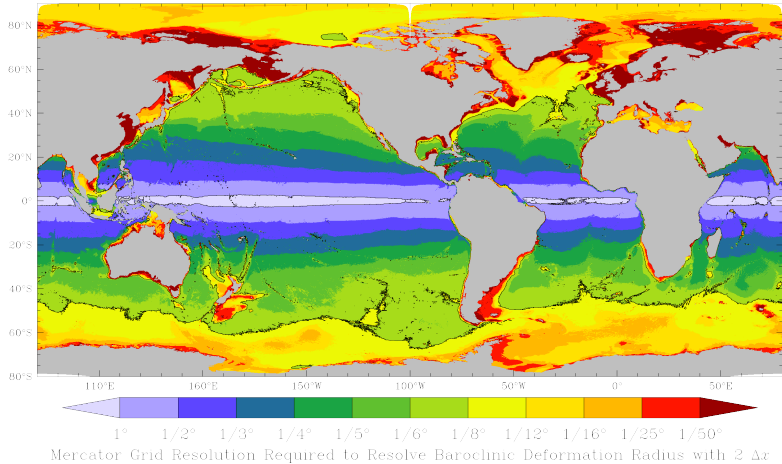 80°N
60°N
40°N
20°N
0°
20°S
40°S
60°S
80°S
110°E 160°E 150°W 100°W 50°W 0° 50°E
1° 1/2° 1/3° 1/4° 1/5° 1/6° 1/8° 1/12° 1/16° 1/25° 1/50°
Mercator Grid Resolution Required to Resolve Baroclinic Deformation Radius with 2 Δx